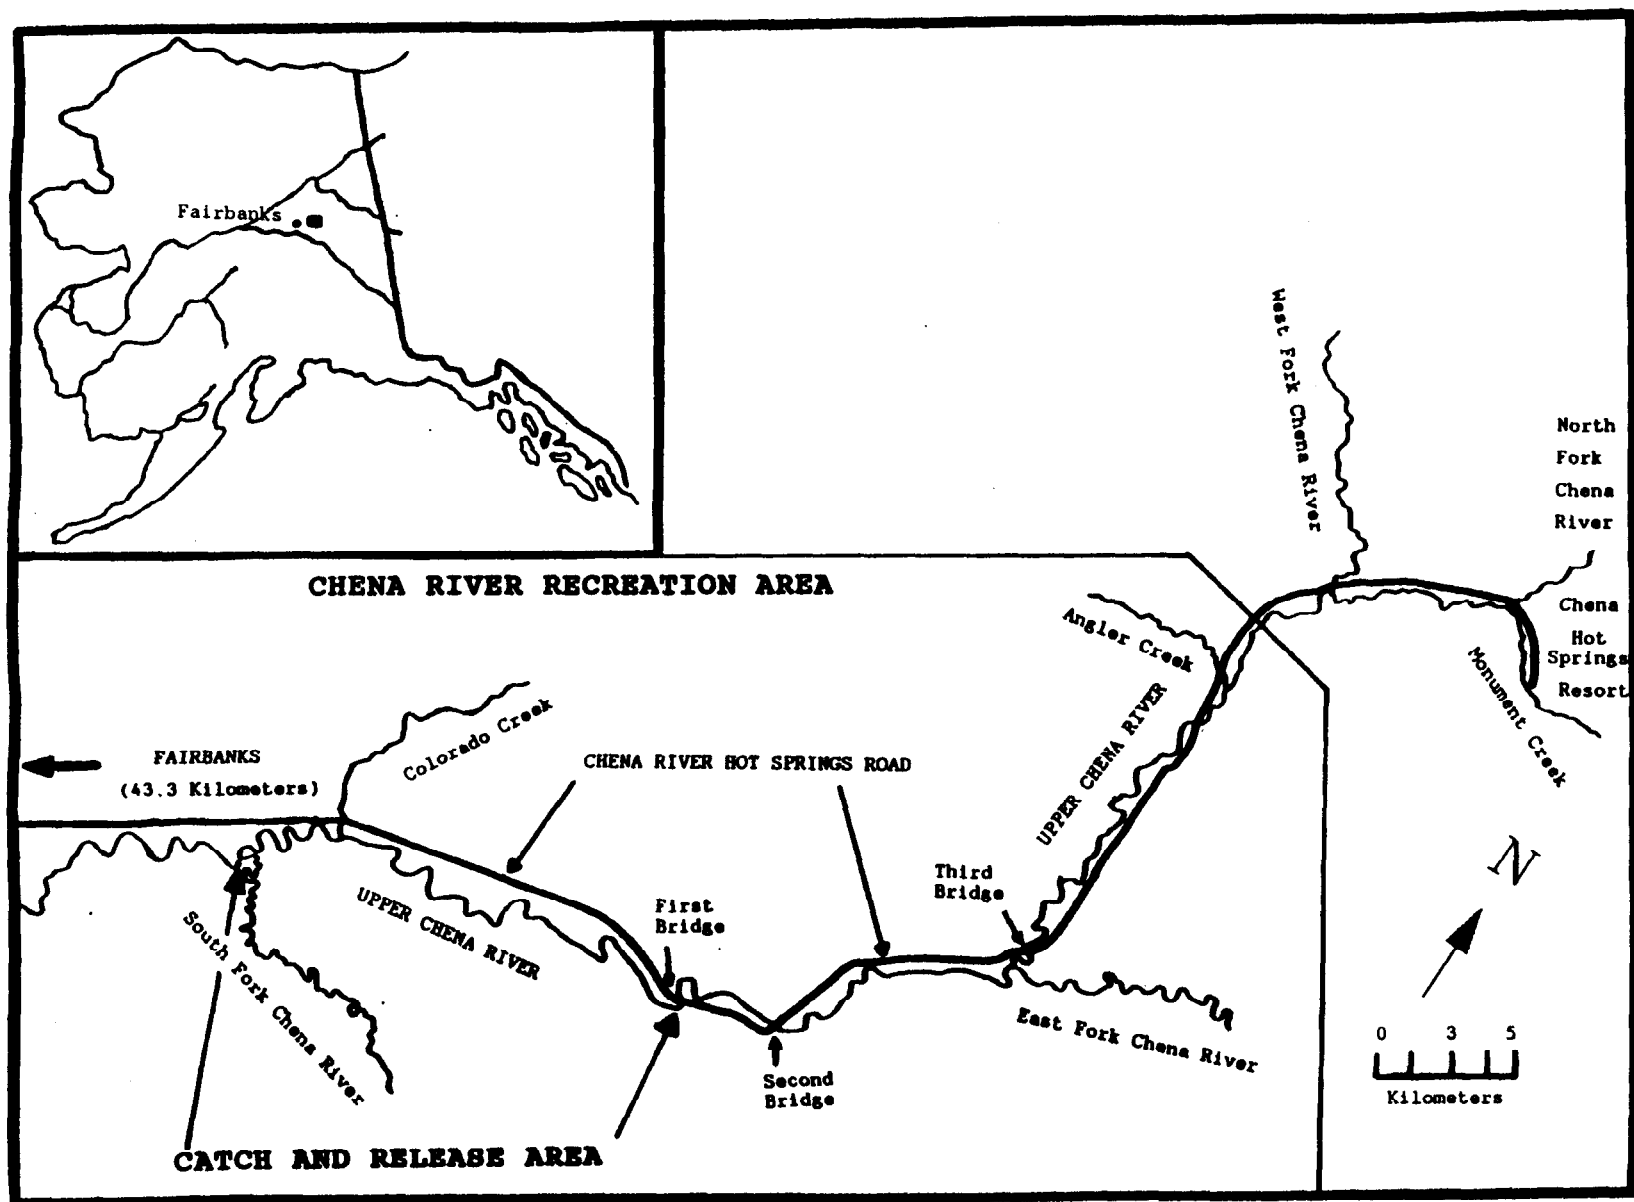 Fairbanks
West Fork Chena River
North
Fork
Chena
River
CHENA RIVER RECREATION AREA
Angler Creek
Chena
Hot
Springs
Resort
Monument Creek
Colorado Creek
FAIRBANKS
(43.3 Kilometers)
CHENA RIVER HOT SPRINGS ROAD
UPPER CHENA RIVER
Third
Bridge
First
Bridge
UPPER CHENA RIVER
South Fork Chena River
East Fork Chena River
N
0 3 5
Kilometers
Second
Bridge
CATCH AND RELEASE AREA